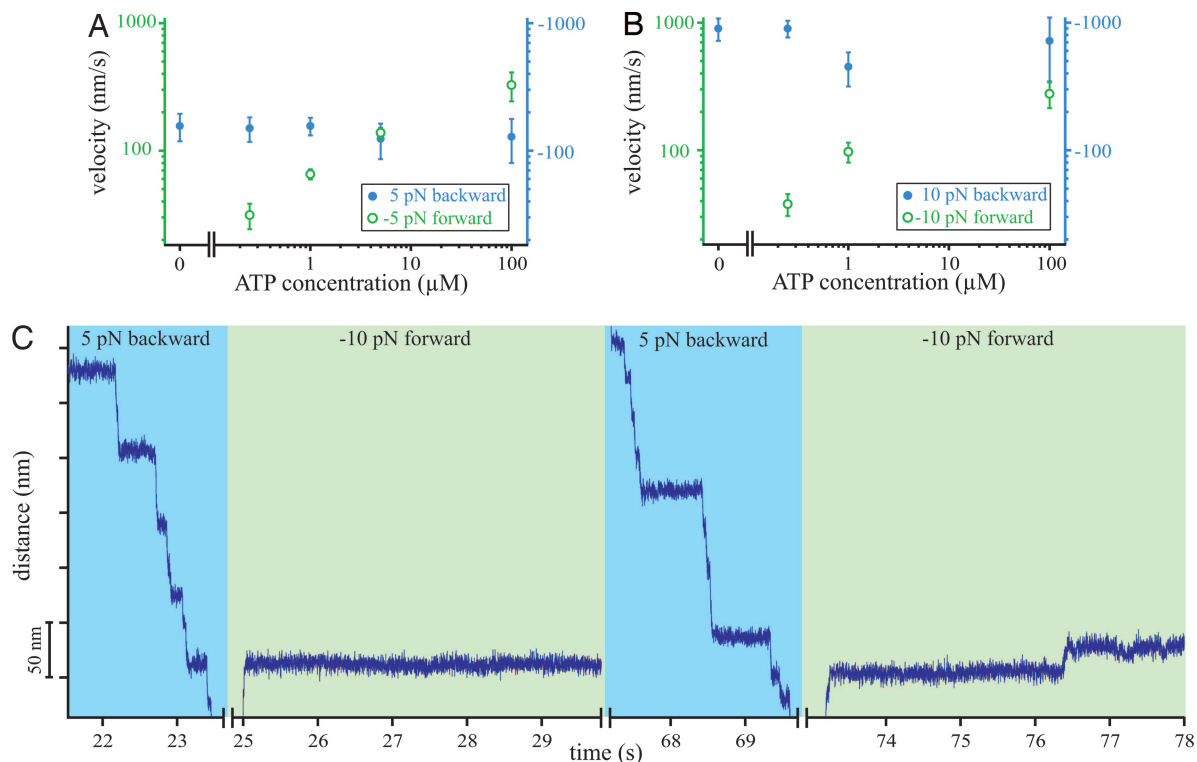 A
1000
100
velocity (nm/s)
-1000
-100
5 pN backward
-5 pN forward
0
1
10
100
ATP concentration (µM)
B
1000
100
velocity (nm/s)
-1000
-100
10 pN backward
-10 pN forward
0
1
10
100
ATP concentration (µM)
C
5 pN backward
-10 pN forward
5 pN backward
-10 pN forward
distance (nm)
50 nm
22 23 25 26 27 28 29 68 69 74 75 76 77 78
time (s)